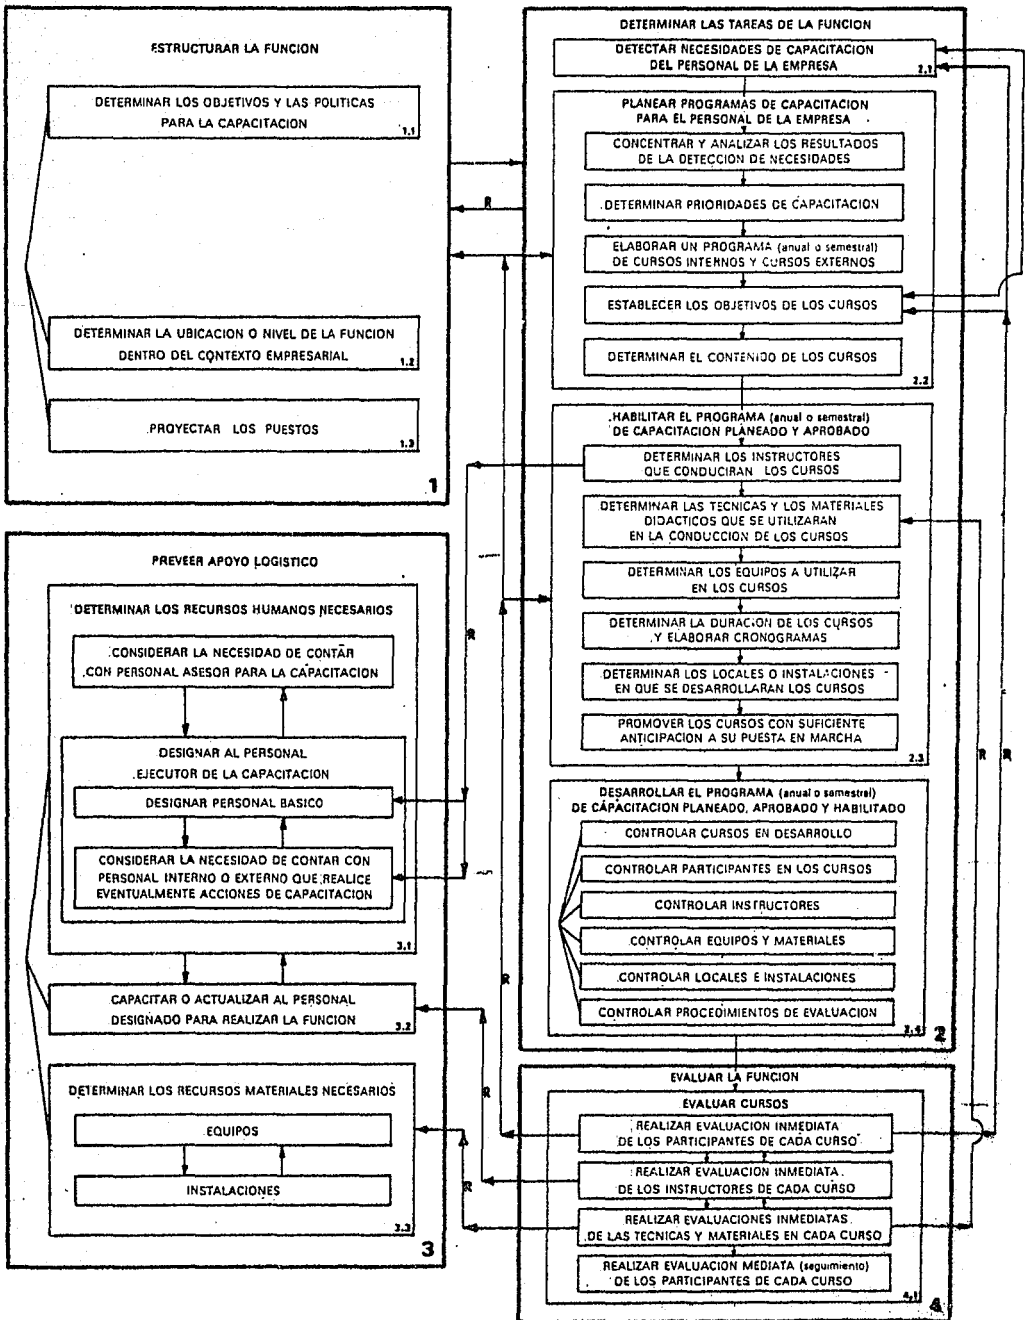 ESTRUCTURAR LA FUNCION
DETERMINAR LOS OBJETIVOS Y LAS POLITICAS
PARA LA CAPACITACION
1.1
DETERMINAR LA UBICACION O NIVEL DE LA FUNCION
DENTRO DEL CONTEXTO EMPRESARIAL
1.2
PROYECTAR LOS PUESTOS
1.3
1
DETERMINAR LAS TAREAS DE LA FUNCION
DETECTAR NECESIDADES DE CAPACITACION
DEL PERSONAL DE LA EMPRESA
2.1
PLANEAR PROGRAMAS DE CAPACITACION
PARA EL PERSONAL DE LA EMPRESA
CONCENTRAR Y ANALIZAR LOS RESULTADOS
DE LA DETECCION DE NECESIDADES
DETERMINAR PRIORIDADES DE CAPACITACION
ELABORAR UN PROGRAMA (anual o semestral)
DE CURSOS INTERNOS Y CURSOS EXTERNOS
ESTABLECER LOS OBJETIVOS DE LOS CURSOS
DETERMINAR EL CONTENIDO DE LOS CURSOS
2.2
HABILITAR EL PROGRAMA (anual o semestral)
DE CAPACITACION PLANEADO Y APROBADO
DETERMINAR LOS INSTRUCTORES
QUE CONDUCIRAN LOS CURSOS
DETERMINAR LAS TECNICAS Y LOS MATERIALES
DIDACTICOS QUE SE UTILIZARAN
EN LA CONDUCCION DE LOS CURSOS
DETERMINAR LOS EQUIPOS A UTILIZAR
EN LOS CURSOS
DETERMINAR LA DURACION DE LOS CURSOS
Y ELABORAR CRONOGRAMAS
DETERMINAR LOS LOCALES O INSTALACIONES
EN QUE SE DESARROLLARAN LOS CURSOS
PROMOVER LOS CURSOS CON SUFICIENTE
ANTICIPACION A SU PUESTA EN MARCHA
2.3
DESARROLLAR EL PROGRAMA (anual o semestral)
DE CAPACITACION PLANEADO, APROBADO Y HABILITADO
CONTROLAR CURSOS EN DESARROLLO
CONTROLAR PARTICIPANTES EN LOS CURSOS
CONTROLAR INSTRUCTORES
CONTROLAR EQUIPOS Y MATERIALES
CONTROLAR LOCALES E INSTALACIONES
CONTROLAR PROCEDIMIENTOS DE EVALUACION
2.4
2
PREVEER APOYO LOGISTICO
DETERMINAR LOS RECURSOS HUMANOS NECESARIOS
CONSIDERAR LA NECESIDAD DE CONTAR
CON PERSONAL ASESOR PARA LA CAPACITACION
DESIGNAR AL PERSONAL
EJECUTOR DE LA CAPACITACION
DESIGNAR PERSONAL BASICO
CONSIDERAR LA NECESIDAD DE CONTAR CON
PERSONAL INTERNO O EXTERNO QUE REALICE
EVENTUALMENTE ACCIONES DE CAPACITACION
3.1
CAPACITAR O ACTUALIZAR AL PERSONAL
DESIGNADO PARA REALIZAR LA FUNCION
3.2
DETERMINAR LOS RECURSOS MATERIALES NECESARIOS
EQUIPOS
INSTALACIONES
3.3
3
EVALUAR LA FUNCION
EVALUAR CURSOS
REALIZAR EVALUACION INMEDIATA
DE LOS PARTICIPANTES DE CADA CURSO
REALIZAR EVALUACION INMEDIATA
DE LOS INSTRUCTORES DE CADA CURSO
REALIZAR EVALUACIONES INMEDIATAS
DE LAS TECNICAS Y MATERIALES EN CADA CURSO
REALIZAR EVALUACION MEDIATA (seguimiento)
DE LOS PARTICIPANTES DE CADA CURSO
4.1
4
R
R
R
R
R
R
R